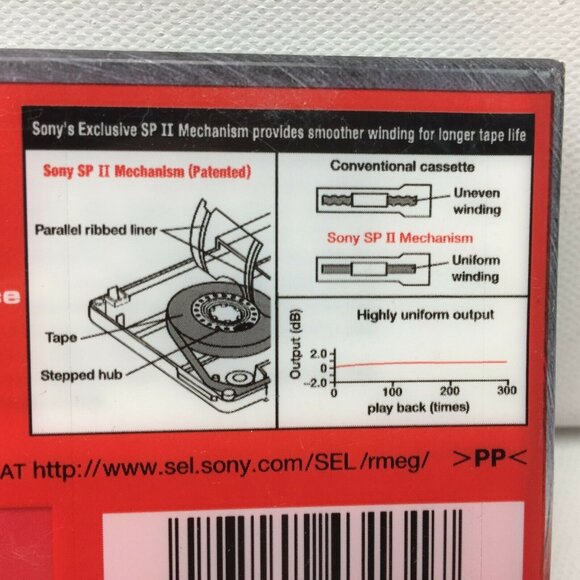 Sony's Exclusive SP II Mechanism provides smoother winding for longer tape life
Sony SP II Mechanism (Patented)
Parallel ribbed liner
Tape
Stepped hub
Conventional cassette
Uneven
winding
Sony SP II Mechanism
Uniform
winding
Highly uniform output
Output (dB)
2.0
0
-2.0
0 100 200 300
play back (times)
se
AT http://www.sel.sony.com/SEL/rmeg/ >PP<